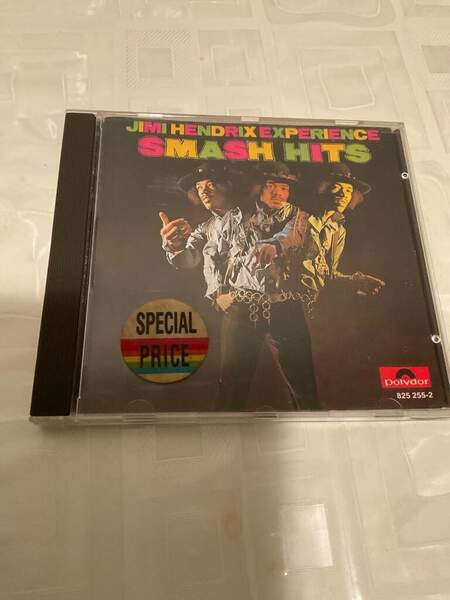 JIMI HENDRIX EXPERIENCE
SMASH HITS
SPECIAL
PRICE
Polydor
825 255-2